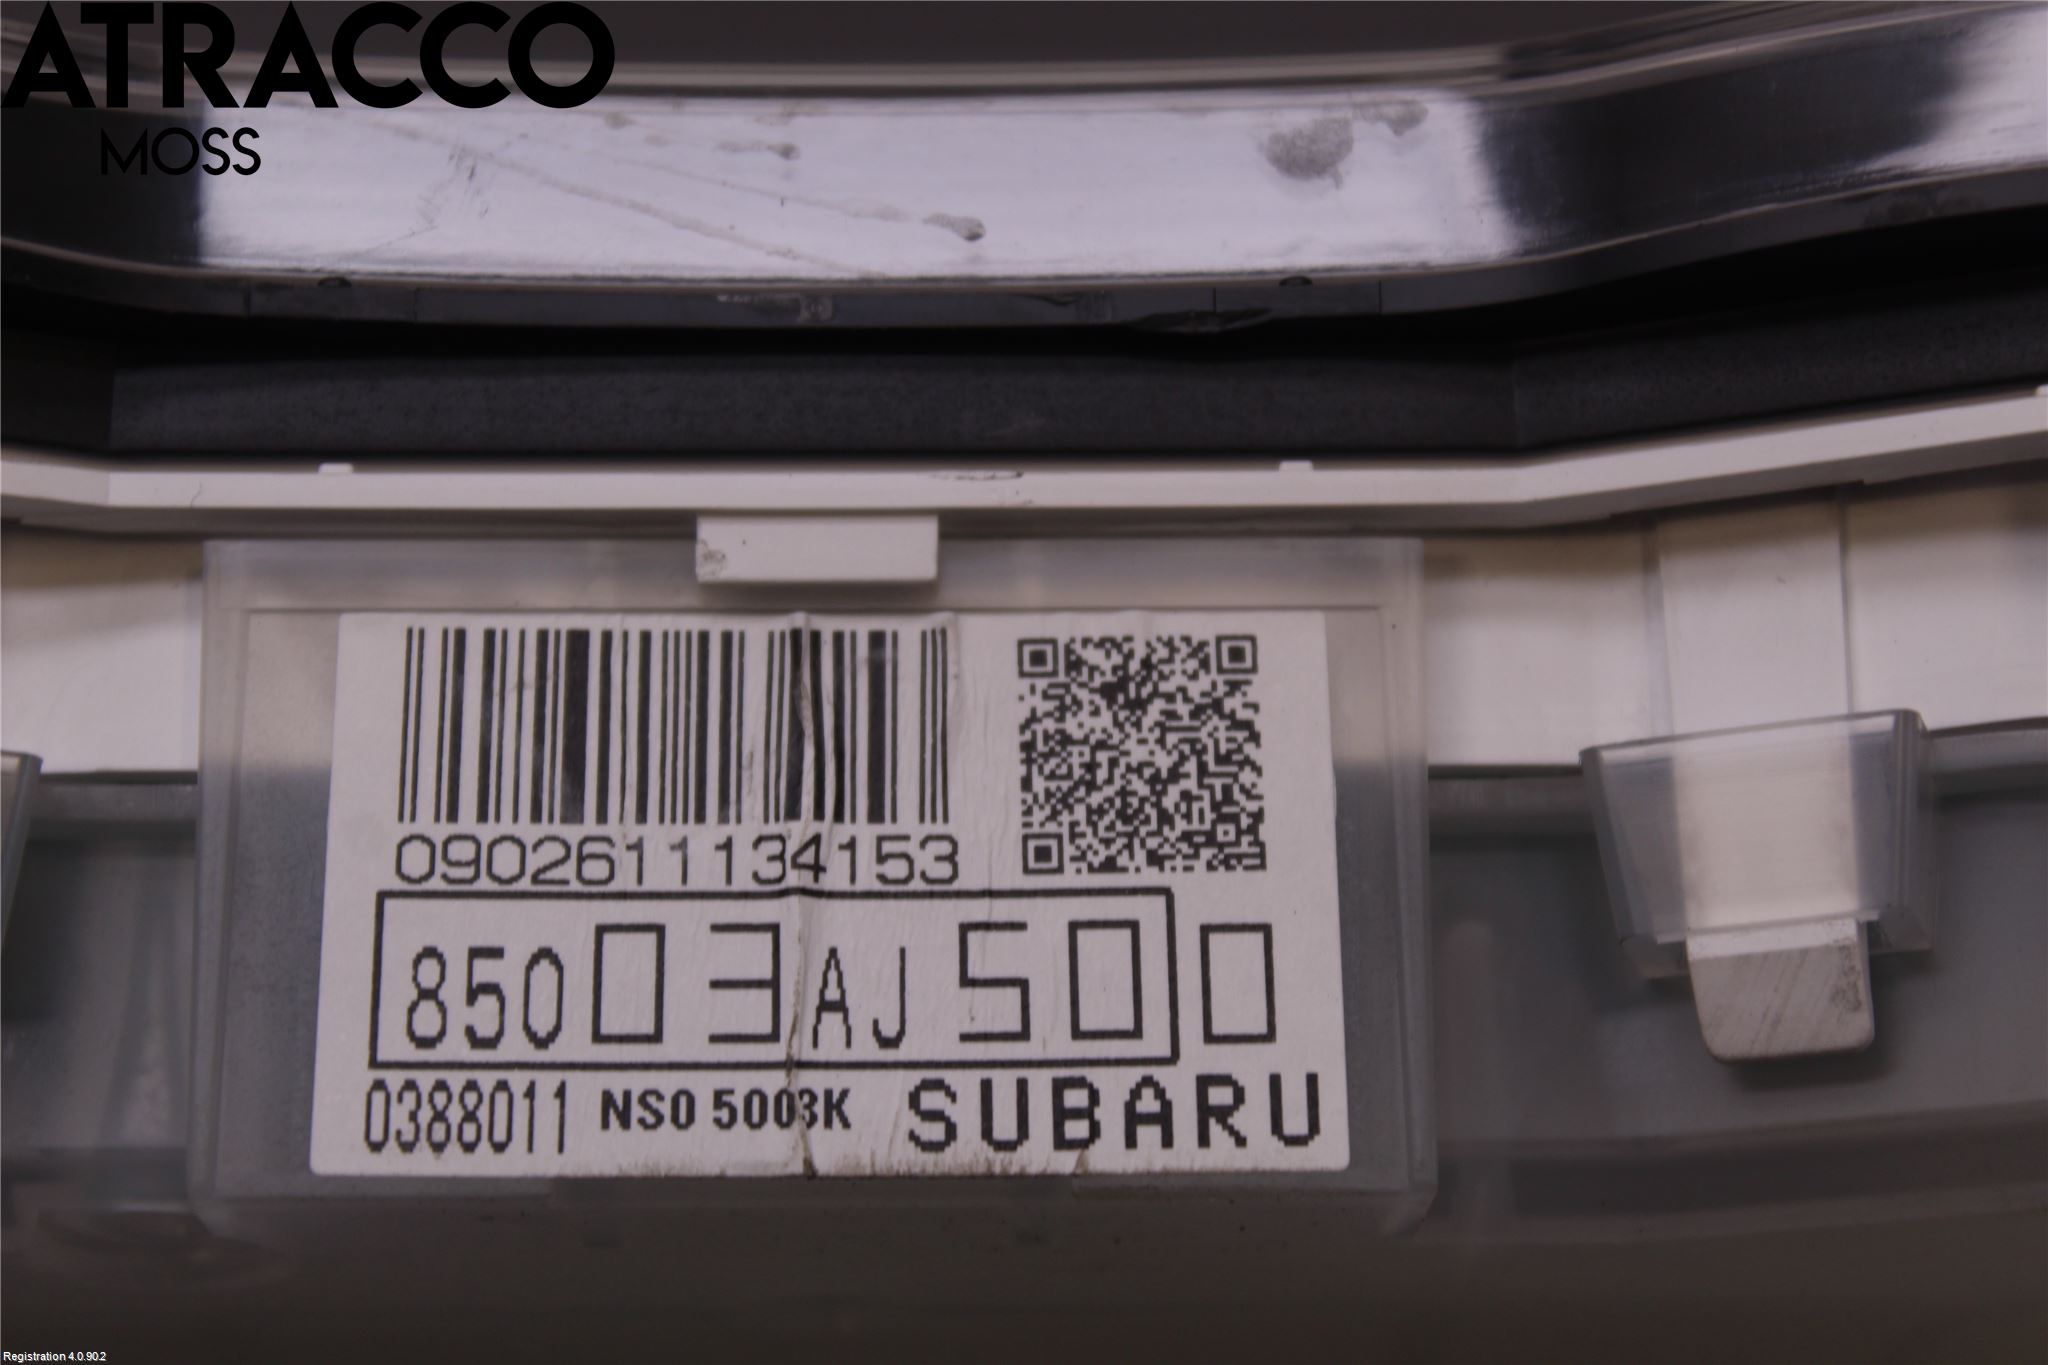 ATRACCO
MOSS
0902611134153
85003AJ500
0388011 NS0 5003K SUBARU
Registration 4.0.90.2